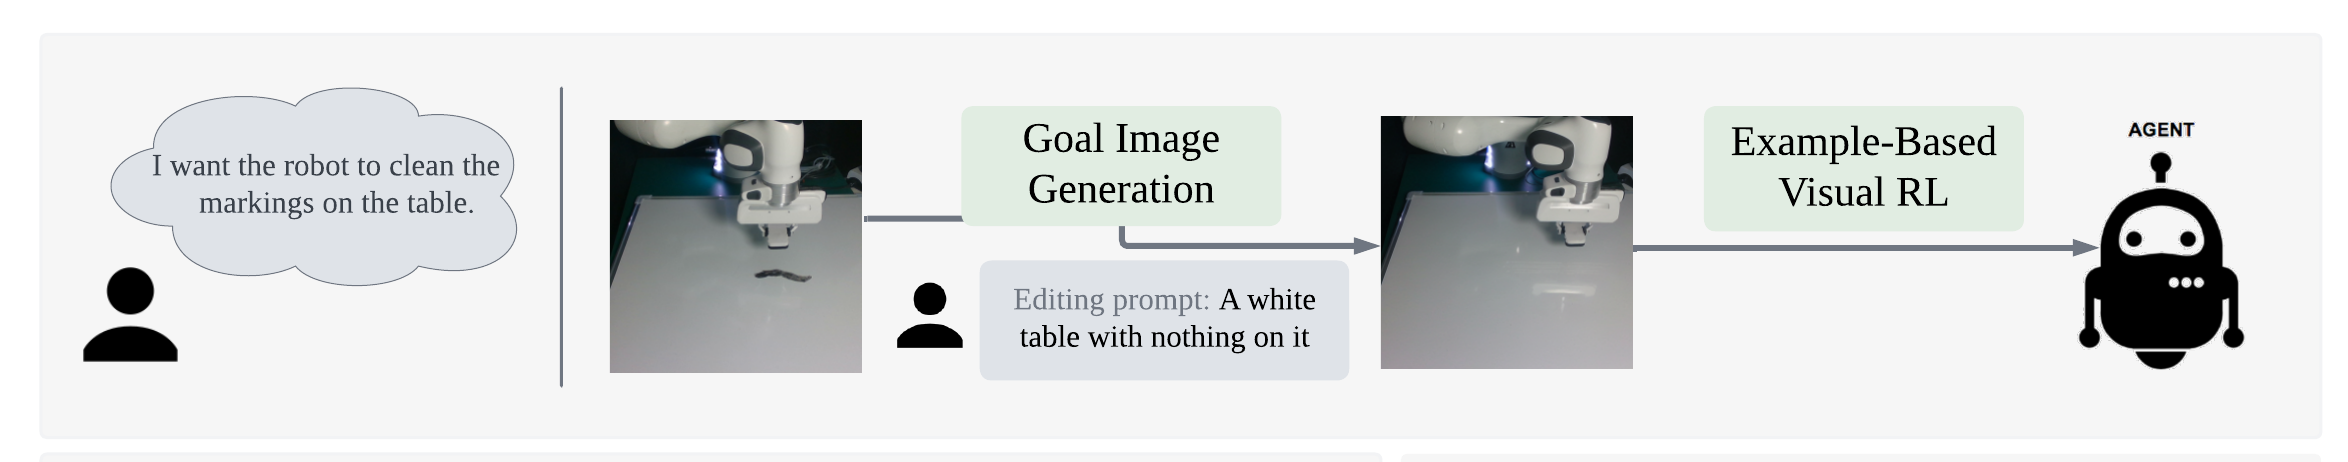 I want the robot to clean the
markings on the table.
Goal Image
Generation
Editing prompt: A white
table with nothing on it
Example-Based
Visual RL
AGENT